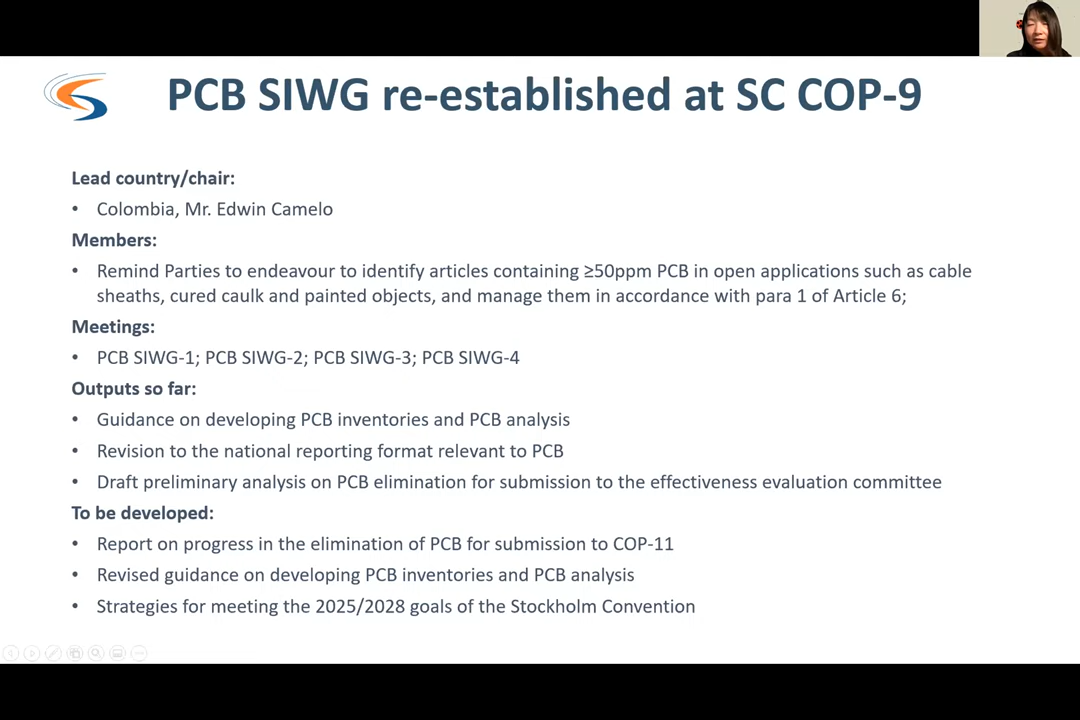 PCB SIWG re-established at SC COP-9
Lead country/chair:
• Colombia, Mr. Edwin Camelo
Members:
• Remind Parties to endeavour to identify articles containing ≥50ppm PCB in open applications such as cable
sheaths, cured caulk and painted objects, and manage them in accordance with para 1 of Article 6;
Meetings:
• PCB SIWG-1; PCB SIWG-2; PCB SIWG-3; PCB SIWG-4
Outputs so far:
• Guidance on developing PCB inventories and PCB analysis
• Revision to the national reporting format relevant to PCB
• Draft preliminary analysis on PCB elimination for submission to the effectiveness evaluation committee
To be developed:
• Report on progress in the elimination of PCB for submission to COP-11
• Revised guidance on developing PCB inventories and PCB analysis
• Strategies for meeting the 2025/2028 goals of the Stockholm Convention